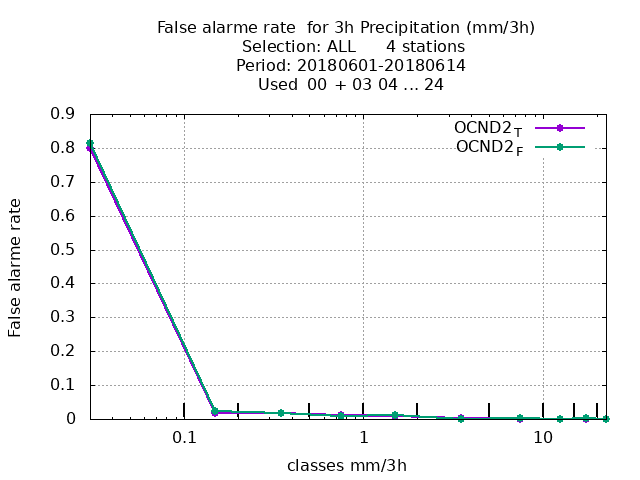 False alarme rate  for 3h Precipitation (mm/3h)
Selection: ALL      4 stations
Period: 20180601-20180614
Used  00  + 03 04 ... 24
OCND2T
OCND2F
0.9
0.8
0.7
0.6
0.5
0.4
0.3
0.2
0.1
0
False alarme rate
0.1 1 10
classes mm/3h